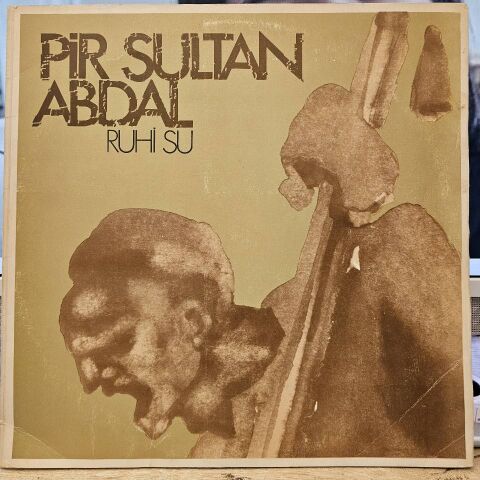 PİR SULTAN
ABDAL
RUHİ SU